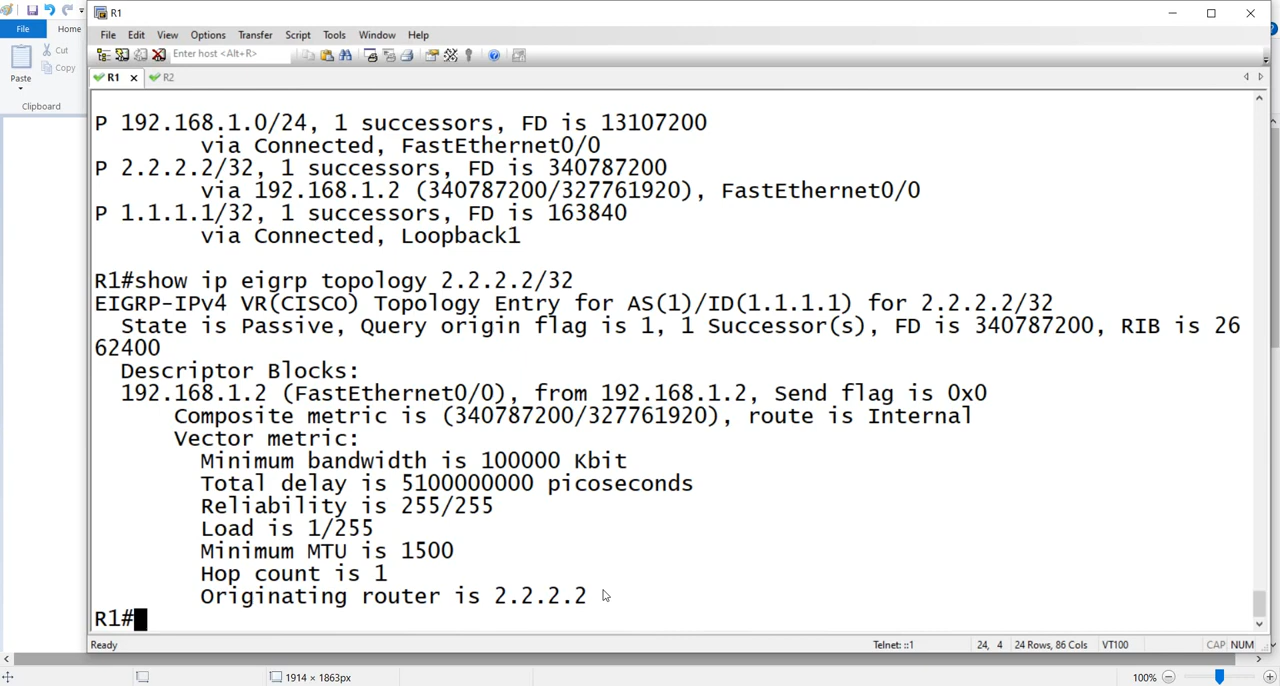 File
Home
Paste
Cut
Copy
Clipboard
R1
File Edit View Options Transfer Script Tools Window Help
Enter host <Alt+R>
R1 R2
P 192.168.1.0/24, 1 successors, FD is 13107200
via Connected, FastEthernet0/0
P 2.2.2.2/32, 1 successors, FD is 340787200
via 192.168.1.2 (340787200/327761920), FastEthernet0/0
P 1.1.1.1/32, 1 successors, FD is 163840
via Connected, Loopback1
R1#show ip eigrp topology 2.2.2.2/32
EIGRP-IPv4 VR(CISCO) Topology Entry for AS(1)/ID(1.1.1.1) for 2.2.2.2/32
State is Passive, Query origin flag is 1, 1 Successor(s), FD is 340787200, RIB is 26
62400
Descriptor Blocks:
192.168.1.2 (FastEthernet0/0), from 192.168.1.2, Send flag is 0x0
Composite metric is (340787200/327761920), route is Internal
Vector metric:
Minimum bandwidth is 100000 Kbit
Total delay is 5100000000 picoseconds
Reliability is 255/255
Load is 1/255
Minimum MTU is 1500
Hop count is 1
Originating router is 2.2.2.2
R1#
Ready Telnet: ::1 24, 4 24 Rows, 86 Cols VT100 CAP NUM
1914 × 1863px 100%